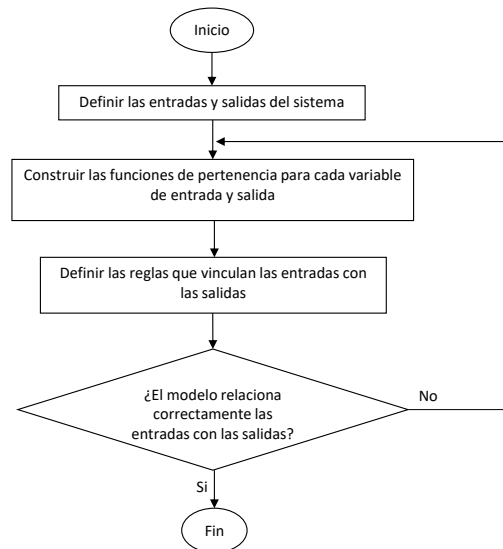 Inicio
Definir las entradas y salidas del sistema
Construir las funciones de pertenencia para cada variable
de entrada y salida
Definir las reglas que vinculan las entradas con
las salidas
¿El modelo relaciona
correctamente las
entradas con las salidas?
No
Si
Fin